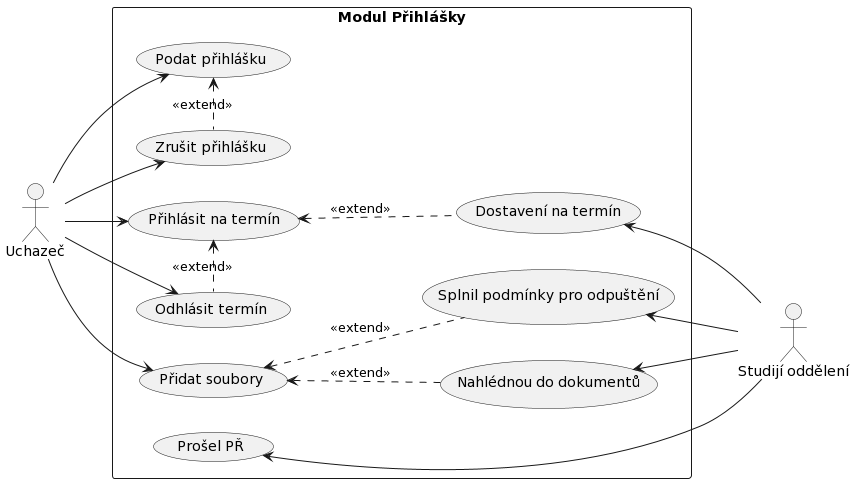 Modul Přihlášky
Podat přihlášku
«extend»
Zrušit přihlášku
Uchazeč
Přihlásit na termín
«extend»
Dostavení na termín
«extend»
Odhlásit termín
Splnil podmínky pro odpuštění
«extend»
Přidat soubory
«extend»
Nahlédnou do dokumentů
Studijí oddělení
Prošel PŘ